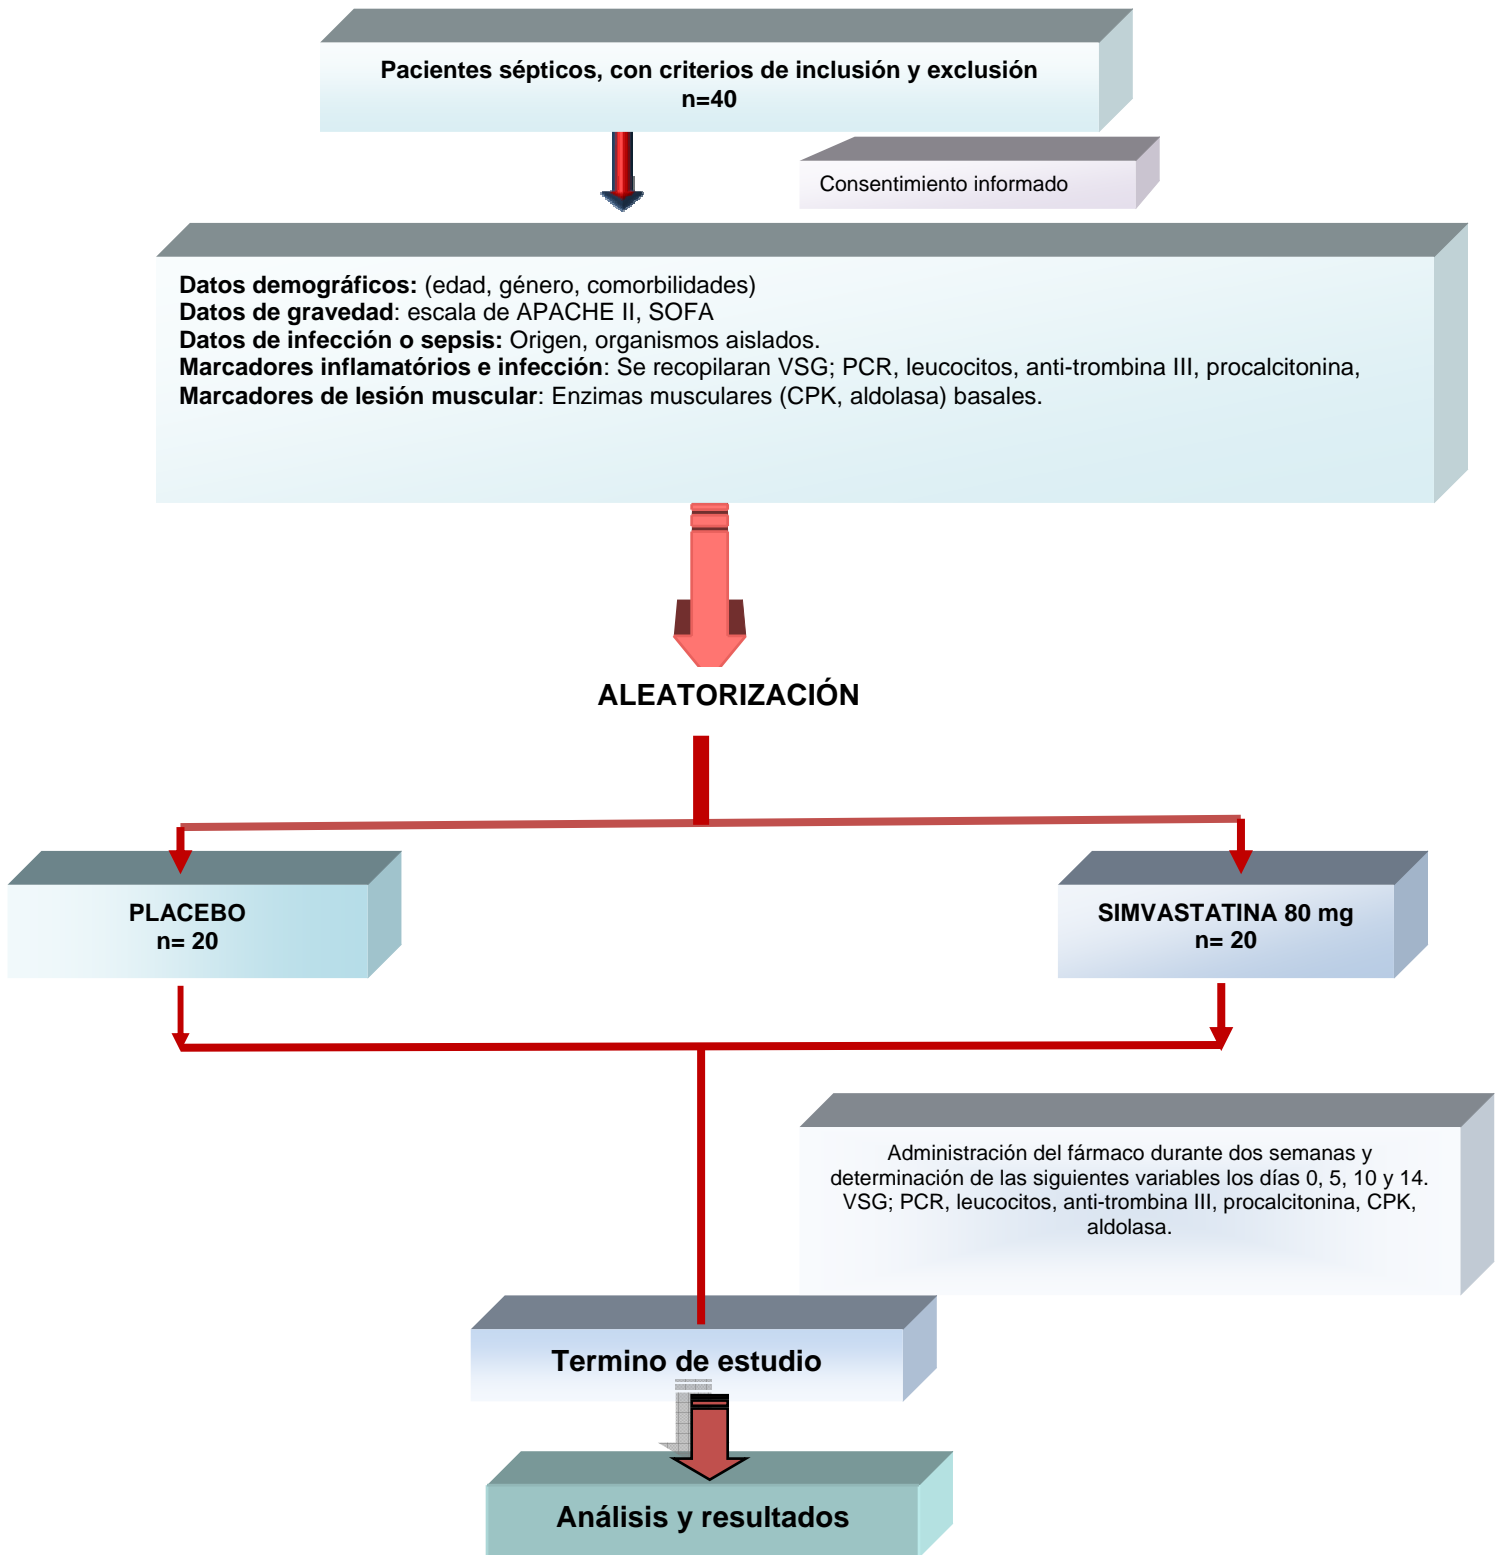 Pacientes sépticos, con criterios de inclusión y exclusión
n=40
Consentimiento informado
Datos demográficos: (edad, género, comorbilidades)
Datos de gravedad: escala de APACHE II, SOFA
Datos de infección o sepsis: Origen, organismos aislados.
Marcadores inflamatórios e infección: Se recopilaran VSG; PCR, leucocitos, anti-trombina III, procalcitonina,
Marcadores de lesión muscular: Enzimas musculares (CPK, aldolasa) basales.
ALEATORIZACIÓN
PLACEBO
n= 20
SIMVASTATINA 80 mg
n= 20
Administración del fármaco durante dos semanas y
determinación de las siguientes variables los días 0, 5, 10 y 14.
VSG; PCR, leucocitos, anti-trombina III, procalcitonina, CPK,
aldolasa.
Termino de estudio
Análisis y resultados